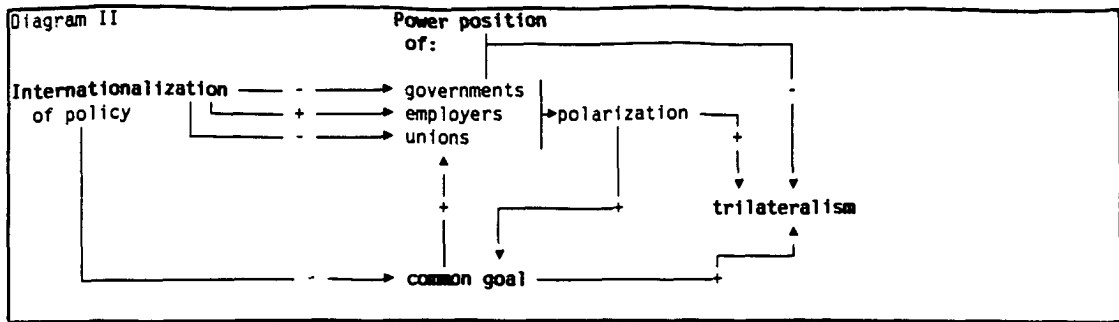 Diagram II
Power position
of:
Internationalization - governments -
of policy + employers polarization +
- unions
+ + trilateralism
- common goal +